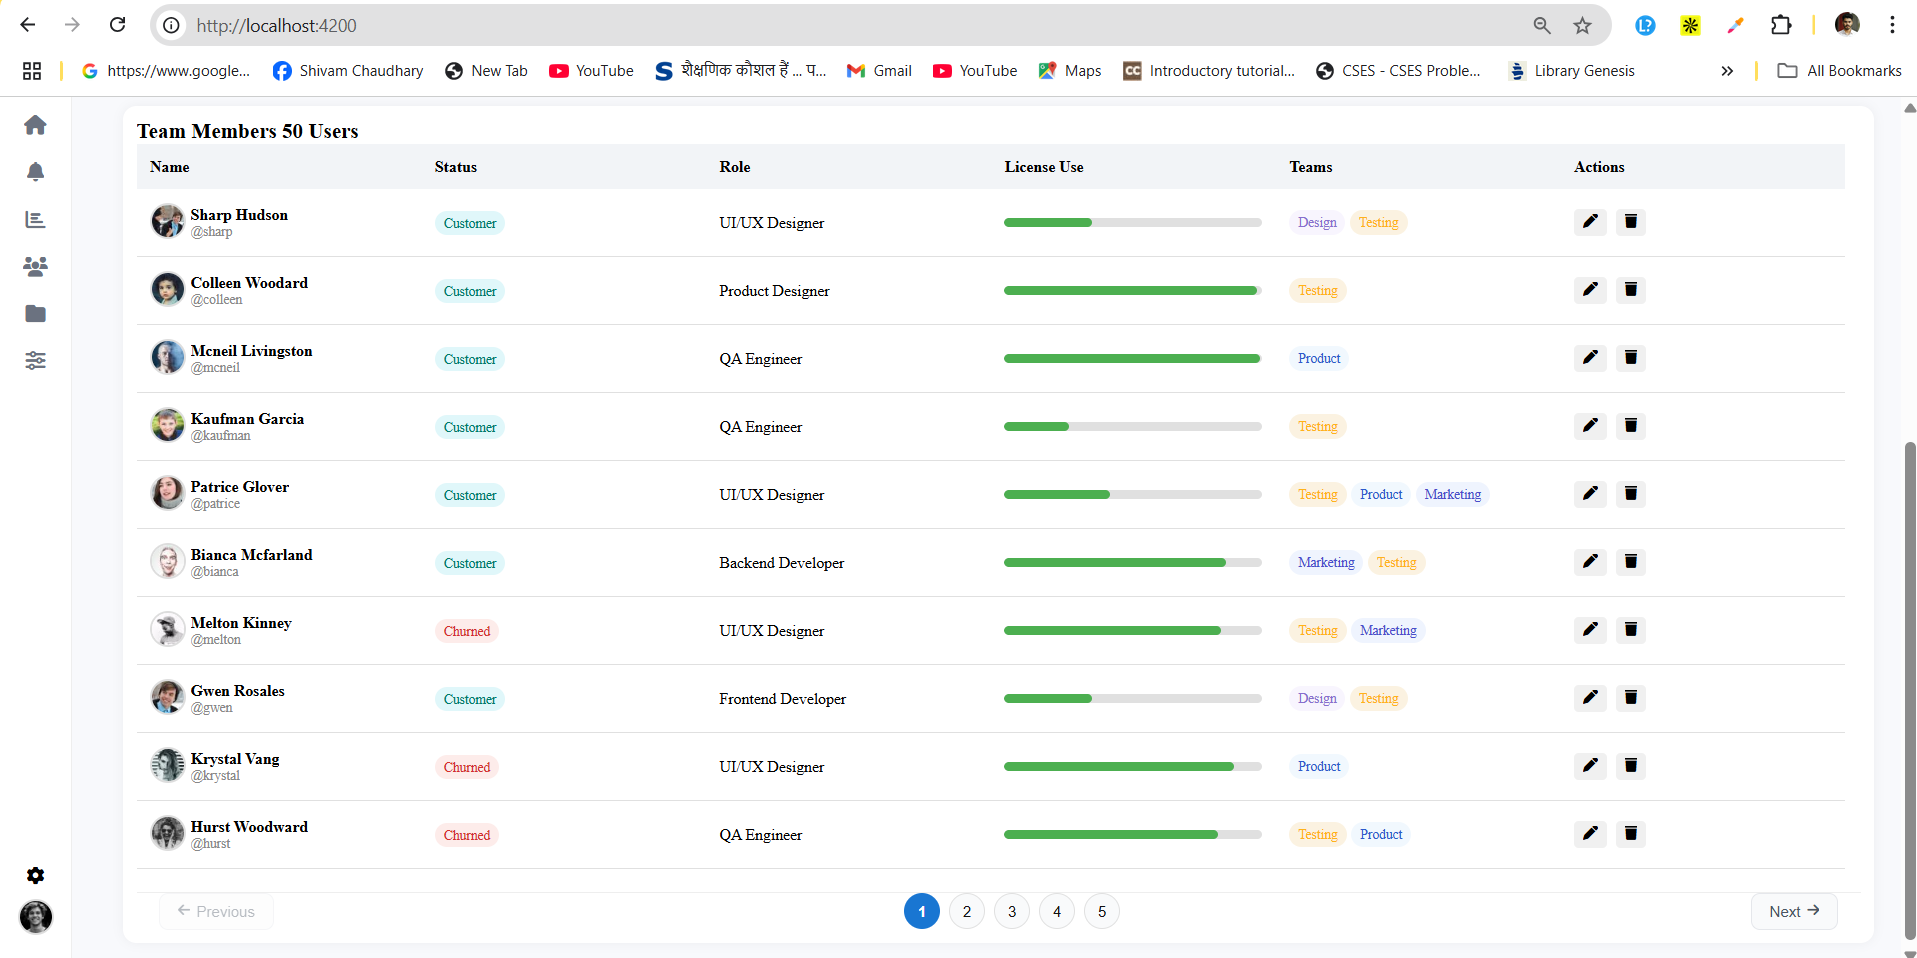 http://localhost:4200
https://www.google... Shivam Chaudhary New Tab YouTube शैक्षणिक कौशल हैं ... प... Gmail YouTube Maps CC Introductory tutorial... CSES - CSES Proble... Library Genesis » All Bookmarks
Team Members 50 Users
Name Status Role License Use Teams Actions
Sharp Hudson
@sharp
Customer UI/UX Designer Design Testing
Colleen Woodard
@colleen
Customer Product Designer Testing
Mcneil Livingston
@mcneil
Customer QA Engineer Product
Kaufman Garcia
@kaufman
Customer QA Engineer Testing
Patrice Glover
@patrice
Customer UI/UX Designer Testing Product Marketing
Bianca Mcfarland
@bianca
Customer Backend Developer Marketing Testing
Melton Kinney
@melton
Churned UI/UX Designer Testing Marketing
Gwen Rosales
@gwen
Customer Frontend Developer Design Testing
Krystal Vang
@krystal
Churned UI/UX Designer Product
Hurst Woodward
@hurst
Churned QA Engineer Testing Product
← Previous 1 2 3 4 5 Next →